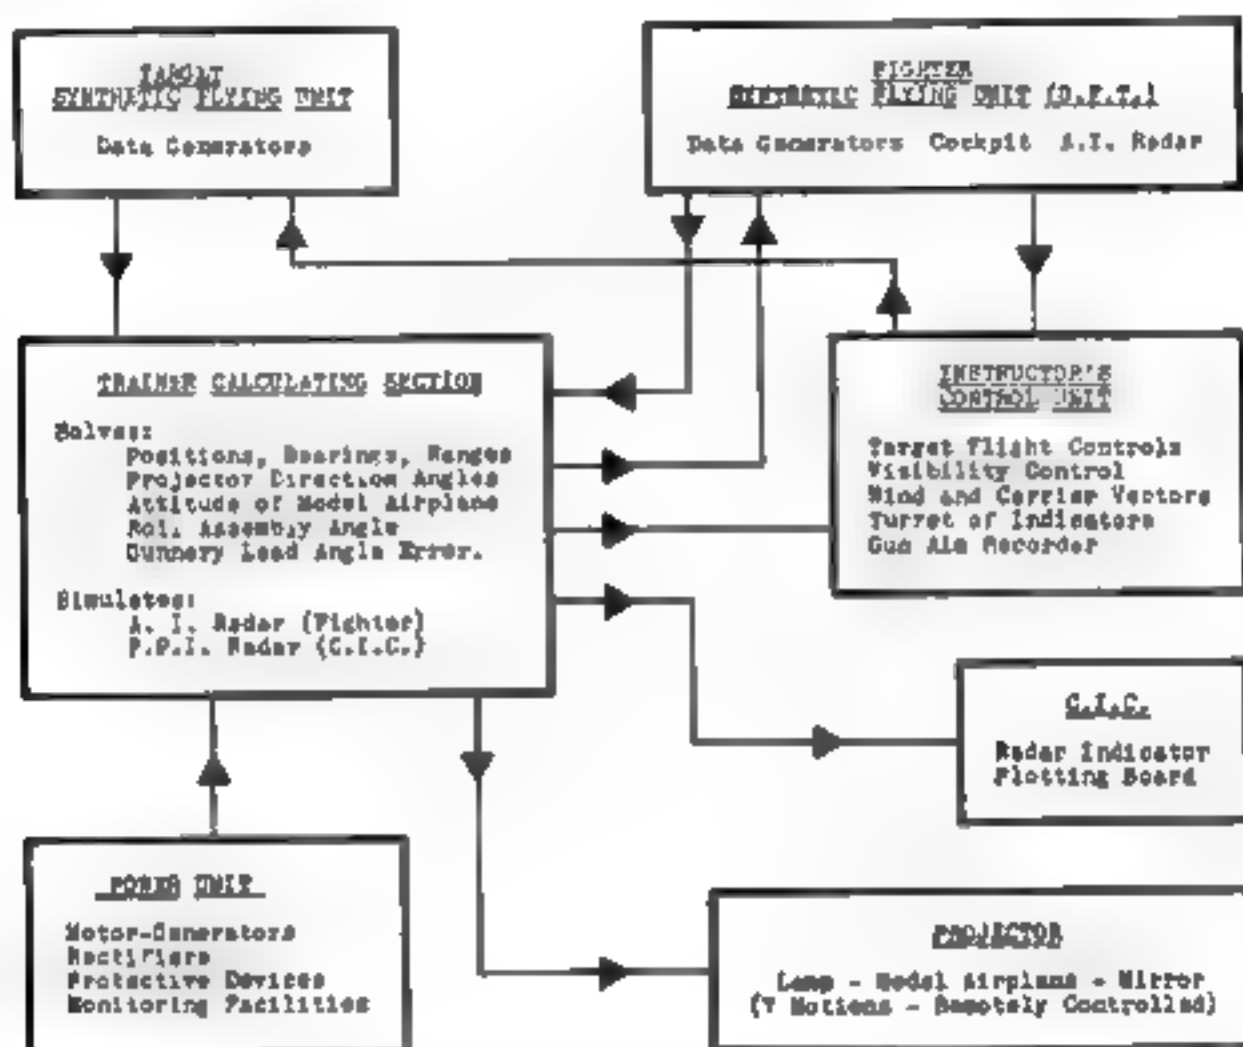 TARGET
SYNTHETIC FLYING UNIT
Data Generators
FIGHTER
SYNTHETIC FLYING UNIT (O.F.T.)
Data Generators Cockpit A.I. Radar
TRAINER CALCULATING SECTION
Solves:
Positions, Bearings, Ranges
Projector Direction Angles
Attitude of Model Airplane
Roll Assembly Angle
Gunnery Lead Angle Error.
Simulates:
A. I. Radar (Fighter)
P.P.I. Radar (C.I.C.)
INSTRUCTOR'S
CONTROL UNIT
Target Flight Controls
Visibility Control
Wind and Carrier Vectors
Turret of Indicators
Gun Aim Recorder
C.I.C.
Radar Indicator
Plotting Board
POWER UNIT
Motor-Generators
Rectifiers
Protective Devices
Monitoring Facilities
PROJECTOR
Lamp - Model Airplane - Mirror
(7 Motions - Remotely Controlled)